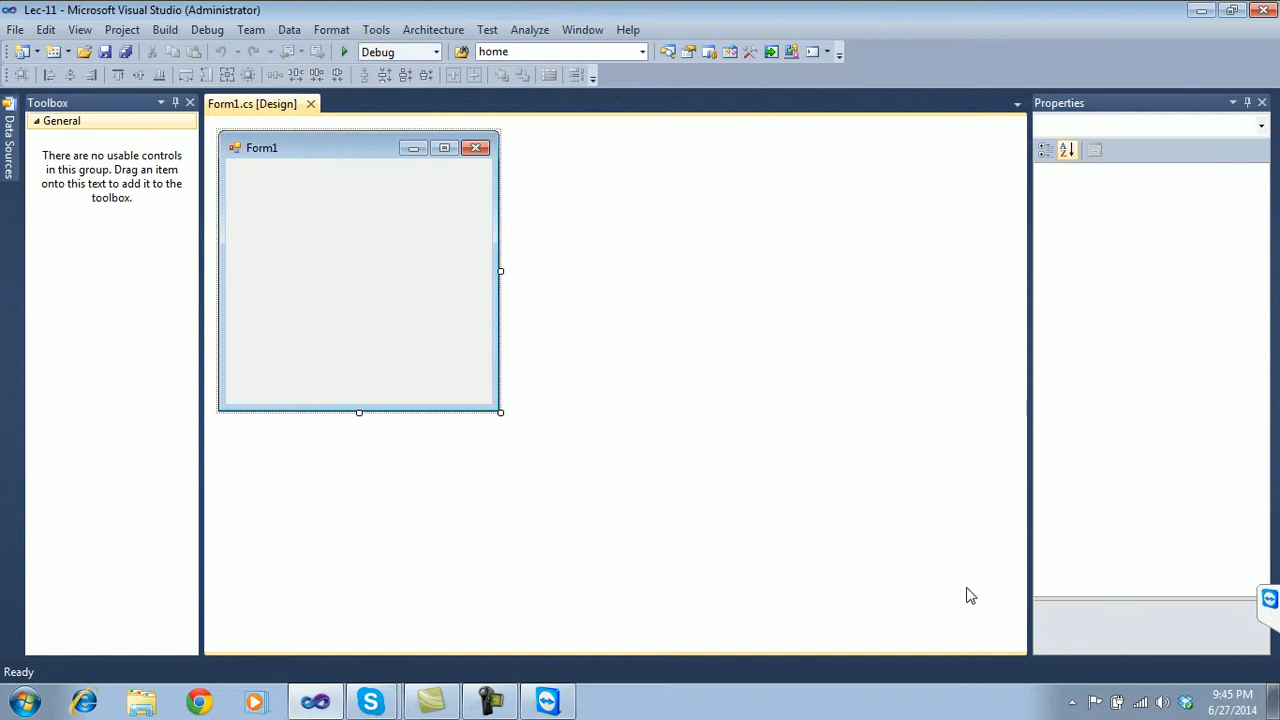 Lec-11 - Microsoft Visual Studio (Administrator)
File Edit View Project Build Debug Team Data Format Tools Architecture Test Analyze Window Help
Debug home
Toolbox
General
There are no usable controls
in this group. Drag an item
onto this text to add it to the
toolbox.
Data Sources
Form1.cs [Design]
Form1
Properties
Ready
9:45 PM
6/27/2014